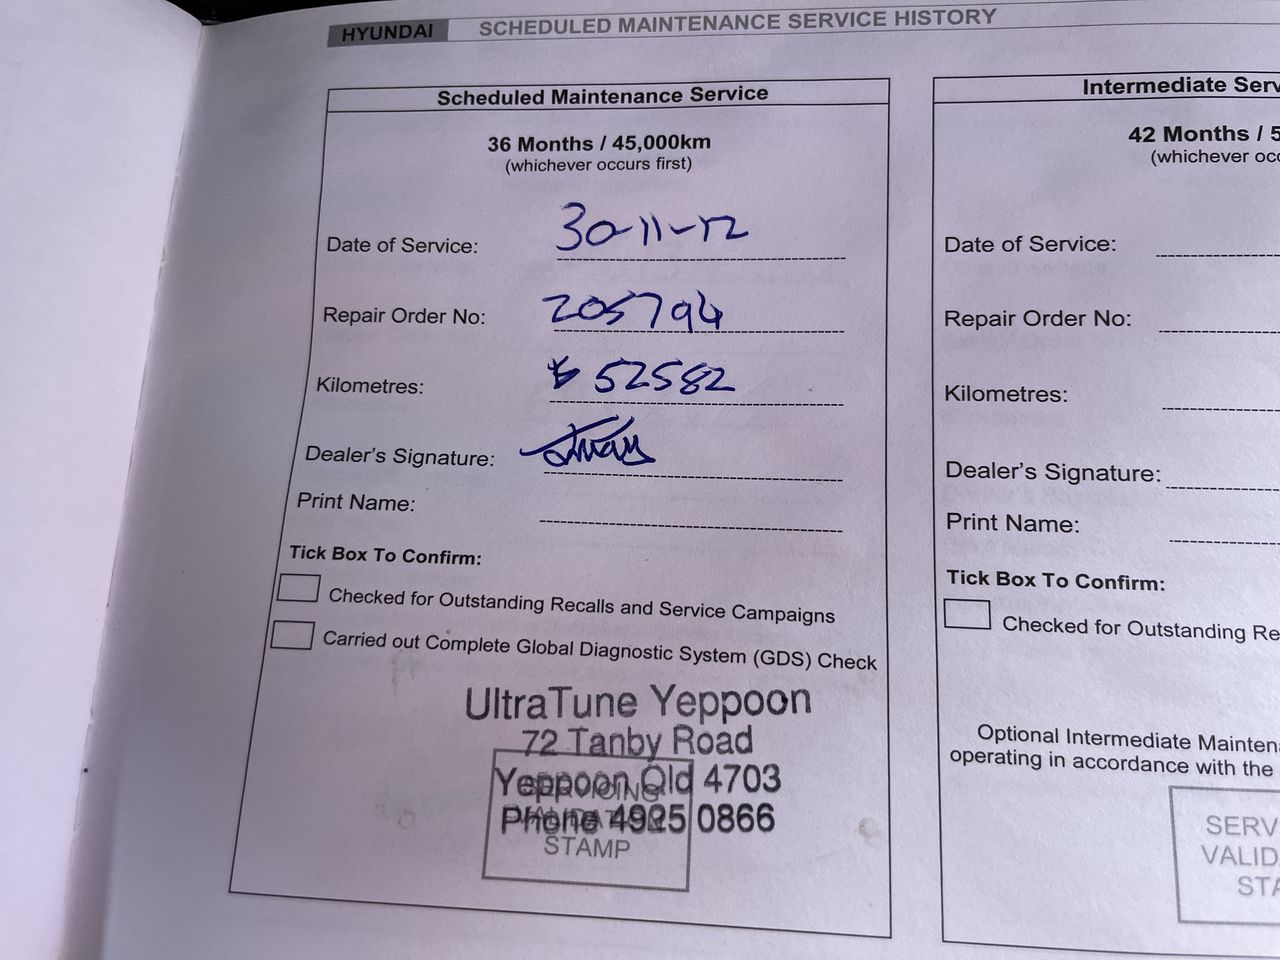 HYUNDAI SCHEDULED MAINTENANCE SERVICE HISTORY
Scheduled Maintenance Service
36 Months / 45,000km
(whichever occurs first)
Date of Service: 30-11-12
Repair Order No: 205794
Kilometres: 52582
Dealer's Signature:
Print Name:
Tick Box To Confirm:
Checked for Outstanding Recalls and Service Campaigns
Carried out Complete Global Diagnostic System (GDS) Check
UltraTune Yeppoon
72 Tanby Road
Yeppoon Qld 4703
Phone 4925 0866
SERVICING
VALIDATION
STAMP
Intermediate Serv
42 Months / 5
(whichever occ
Date of Service:
Repair Order No:
Kilometres:
Dealer's Signature:
Print Name:
Tick Box To Confirm:
Checked for Outstanding Re
Optional Intermediate Maintena
operating in accordance with the
SERV
VALID
STA